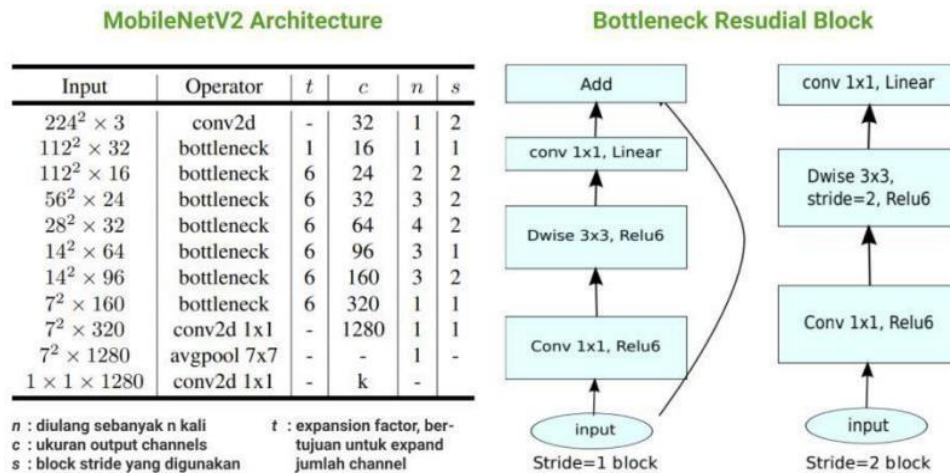 MobileNetV2 Architecture
Input Operator t c n s
224² × 3 conv2d - 32 1 2
112² × 32 bottleneck 1 16 1 1
112² × 16 bottleneck 6 24 2 2
56² × 24 bottleneck 6 32 3 2
28² × 32 bottleneck 6 64 4 2
14² × 64 bottleneck 6 96 3 1
14² × 96 bottleneck 6 160 3 2
7² × 160 bottleneck 6 320 1 1
7² × 320 conv2d 1x1 - 1280 1 1
7² × 1280 avgpool 7x7 - - 1 -
1 × 1 × 1280 conv2d 1x1 - k -
n : diulang sebanyak n kali
c : ukuran output channels
s : block stride yang digunakan
t : expansion factor, ber-
tujuan untuk expand
jumlah channel
Bottleneck Resudial Block
Add
conv 1x1, Linear
Dwise 3x3, Relu6
Conv 1x1, Relu6
input
Stride=1 block
conv 1x1, Linear
Dwise 3x3,
stride=2, Relu6
Conv 1x1, Relu6
input
Stride=2 block